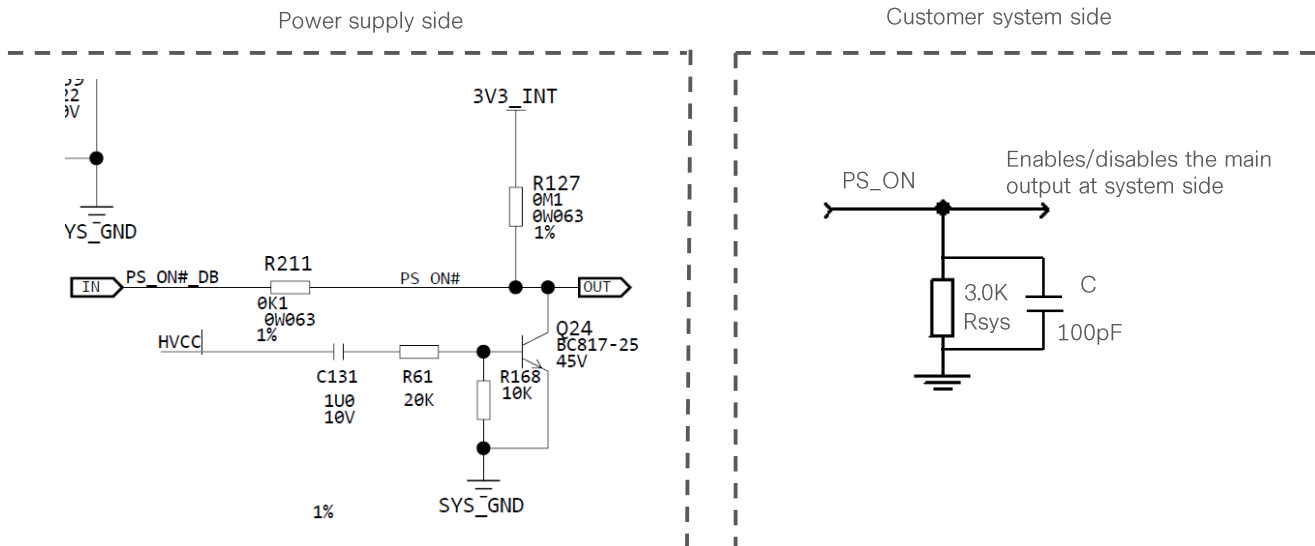 Power supply side
Customer system side
22
0V
YS_GND
3V3_INT
R127
0M1
0W063
1%
IN
PS_ON#_DB
R211
0K1
0W063
1%
PS_ON#
OUT
HVCC
C131
1U0
10V
R61
20K
R168
10K
Q24
BC817-25
45V
SYS_GND
1%
PS_ON
Enables/disables the main
output at system side
3.0K
Rsys
C
100pF